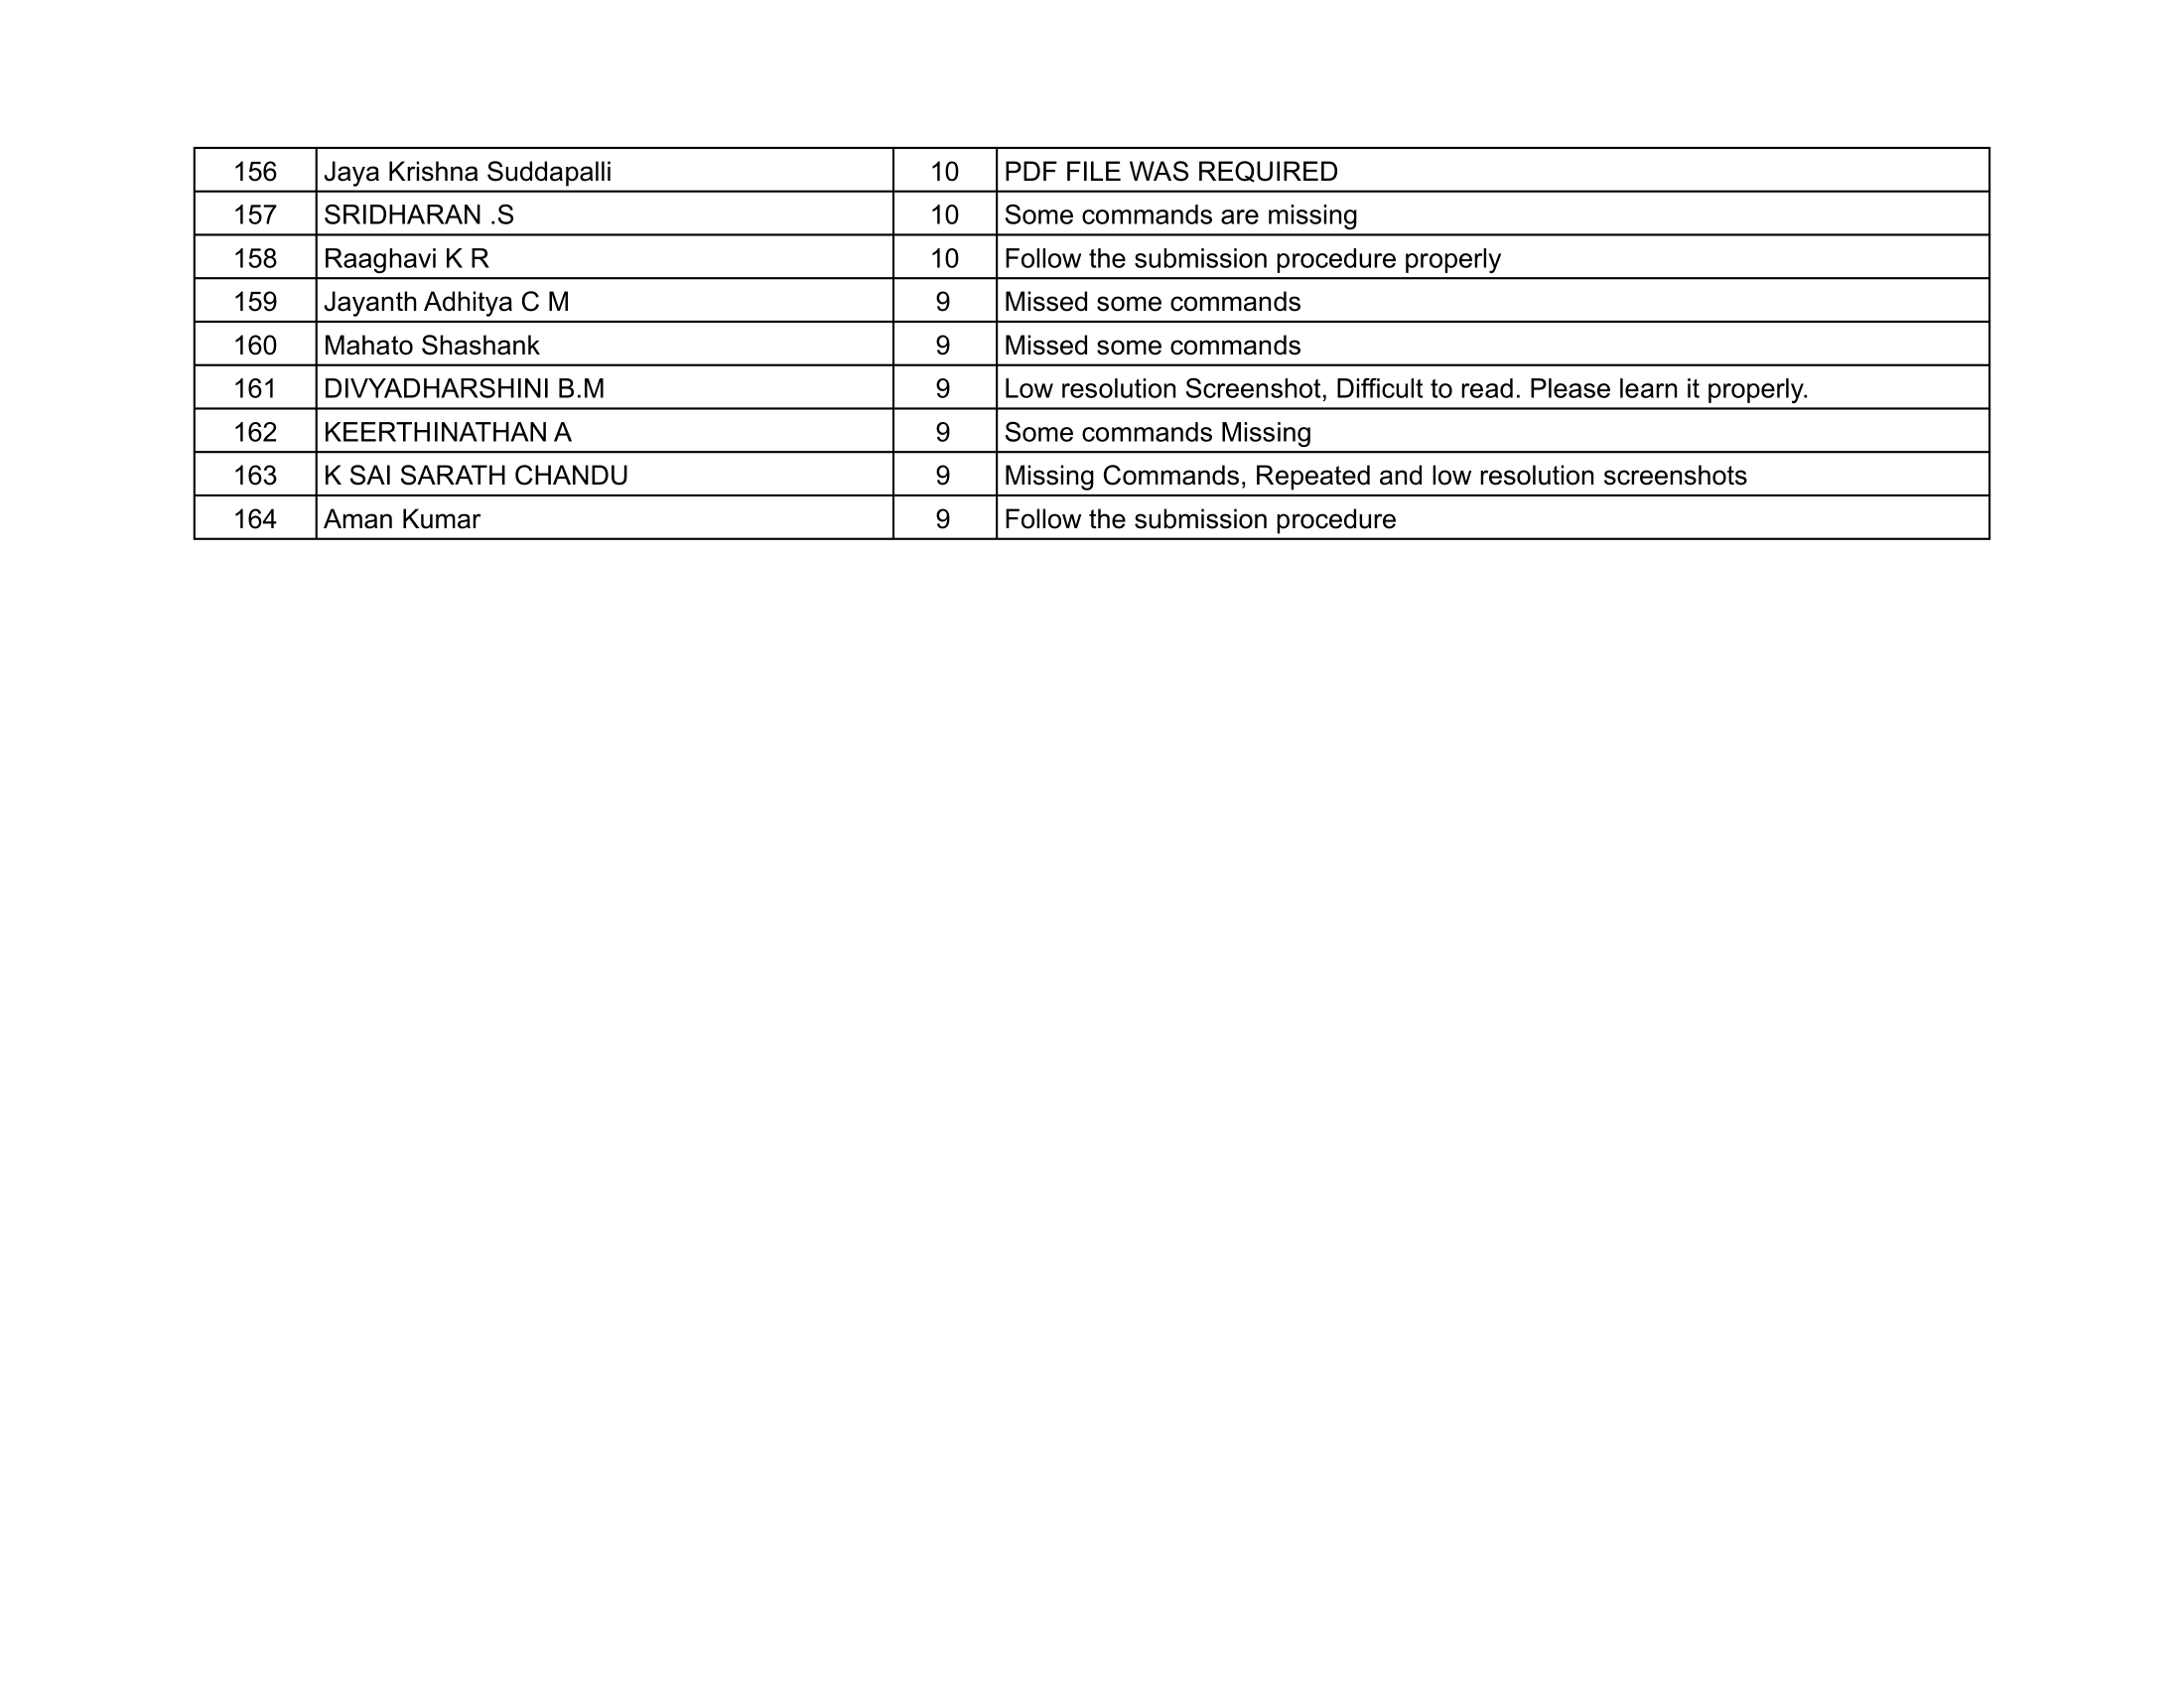 156 Jaya Krishna Suddapalli 10 PDF FILE WAS REQUIRED
157 SRIDHARAN .S 10 Some commands are missing
158 Raaghavi K R 10 Follow the submission procedure properly
159 Jayanth Adhitya C M 9 Missed some commands
160 Mahato Shashank 9 Missed some commands
161 DIVYADHARSHINI B.M 9 Low resolution Screenshot, Difficult to read. Please learn it properly.
162 KEERTHINATHAN A 9 Some commands Missing
163 K SAI SARATH CHANDU 9 Missing Commands, Repeated and low resolution screenshots
164 Aman Kumar 9 Follow the submission procedure